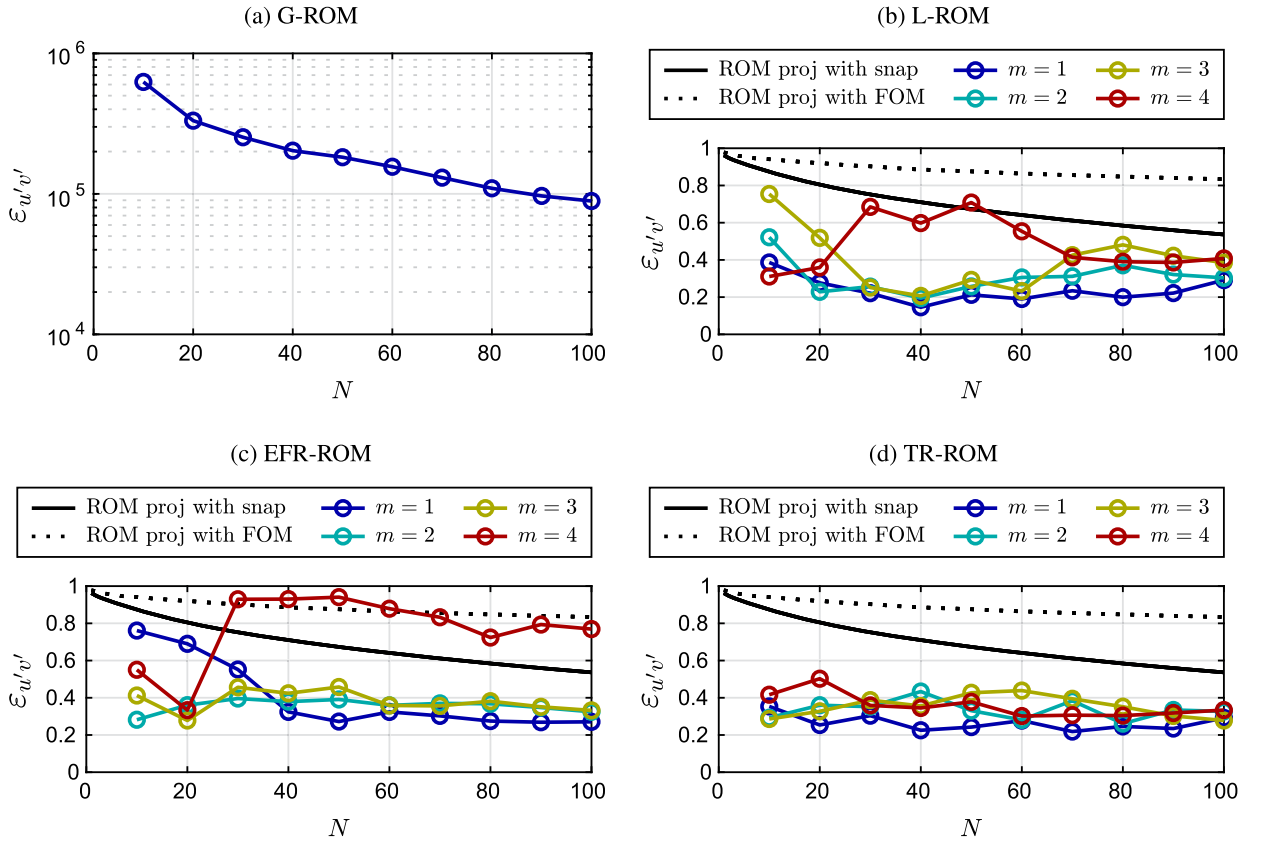 (a) G-ROM
10^6
10^5
10^4
ε_{u'v'}
0 20 40 60 80 100
N
(b) L-ROM
ROM proj with snap
ROM proj with FOM
m = 1
m = 2
m = 3
m = 4
1
0.8
0.6
0.4
0.2
0
ε_{u'v'}
0 20 40 60 80 100
N
(c) EFR-ROM
ROM proj with snap
ROM proj with FOM
m = 1
m = 2
m = 3
m = 4
1
0.8
0.6
0.4
0.2
0
ε_{u'v'}
0 20 40 60 80 100
N
(d) TR-ROM
ROM proj with snap
ROM proj with FOM
m = 1
m = 2
m = 3
m = 4
1
0.8
0.6
0.4
0.2
0
ε_{u'v'}
0 20 40 60 80 100
N